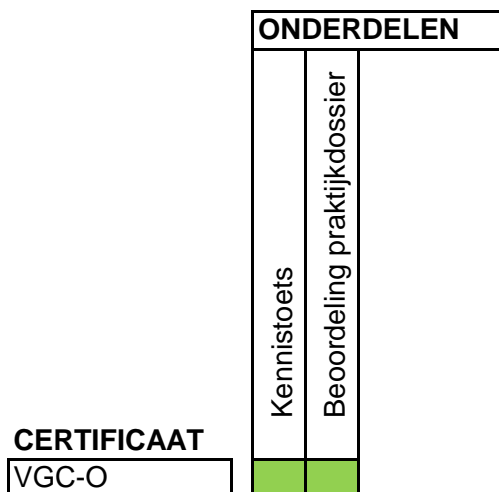 ONDERDELEN
Kennistoets
Beoordeling praktijkdossier
CERTIFICAAT
VGC-O